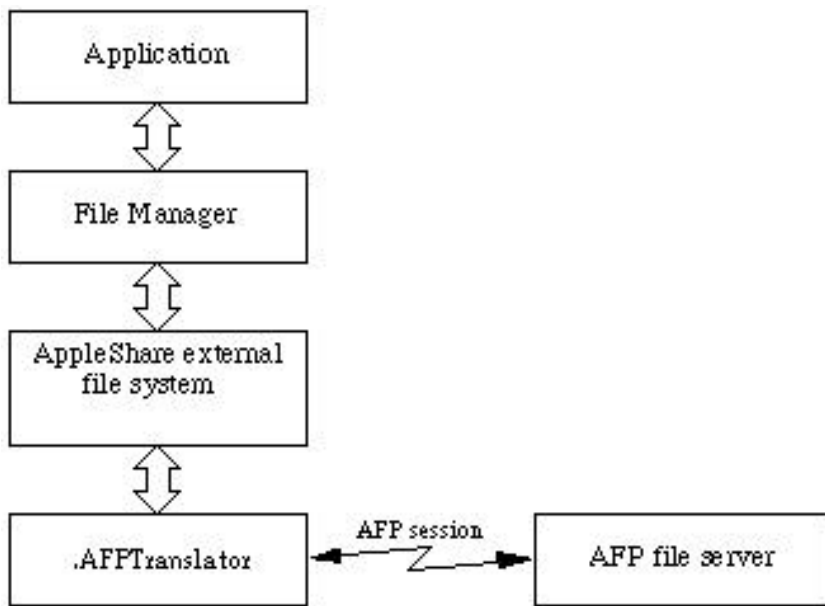 Application
File Manager
AppleShare external
file system
.AFPTranslator
AFP session
AFP file server